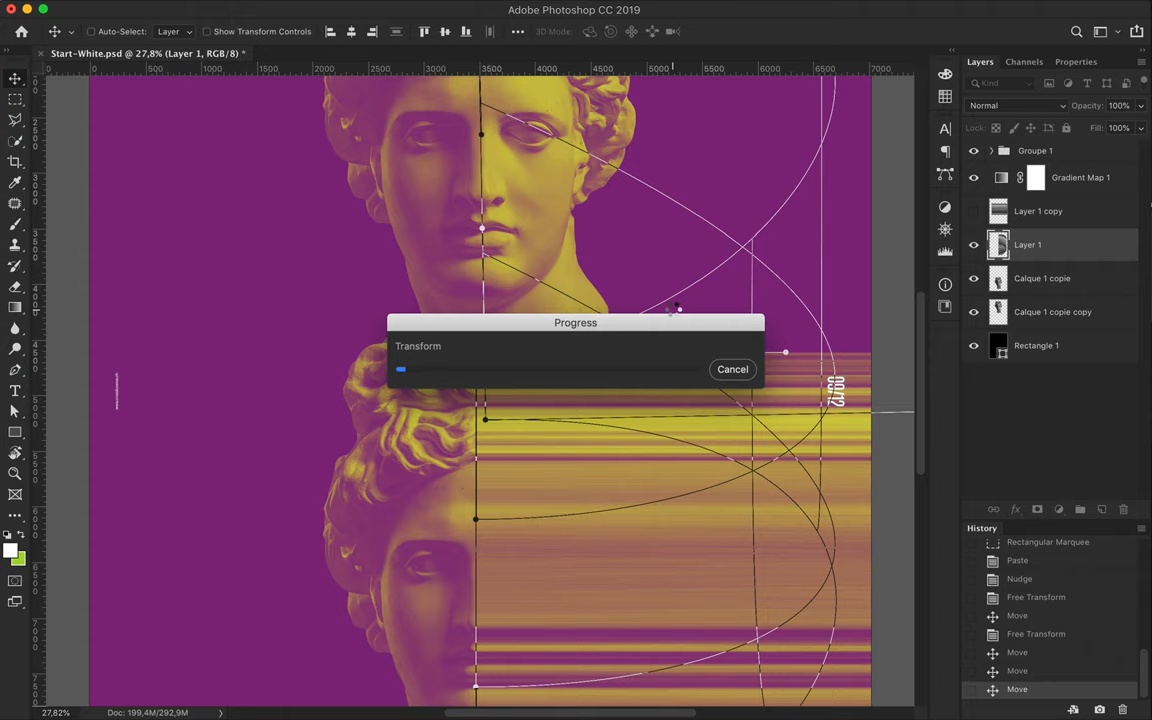 Adobe Photoshop CC 2019
Auto-Select: Layer Show Transform Controls 3D Mode:
Start-White.psd @ 27,8% (Layer 1, RGB/8) *
0 500 1000 1500 2000 2500 3000 3500 4000 4500 5000 5500 6000 6500 7000
Layers Channels Properties
Kind
Normal Opacity: 100%
Lock: Fill: 100%
Groupe 1
Gradient Map 1
Layer 1 copy
Layer 1
Calque 1 copie
Calque 1 copie copy
Rectangle 1
Progress
Transform
Cancel
09/12
fx
History
Rectangular Marquee
Paste
Nudge
Free Transform
Move
Free Transform
Move
Move
Move
27,82% Doc: 199,4M/292,9M